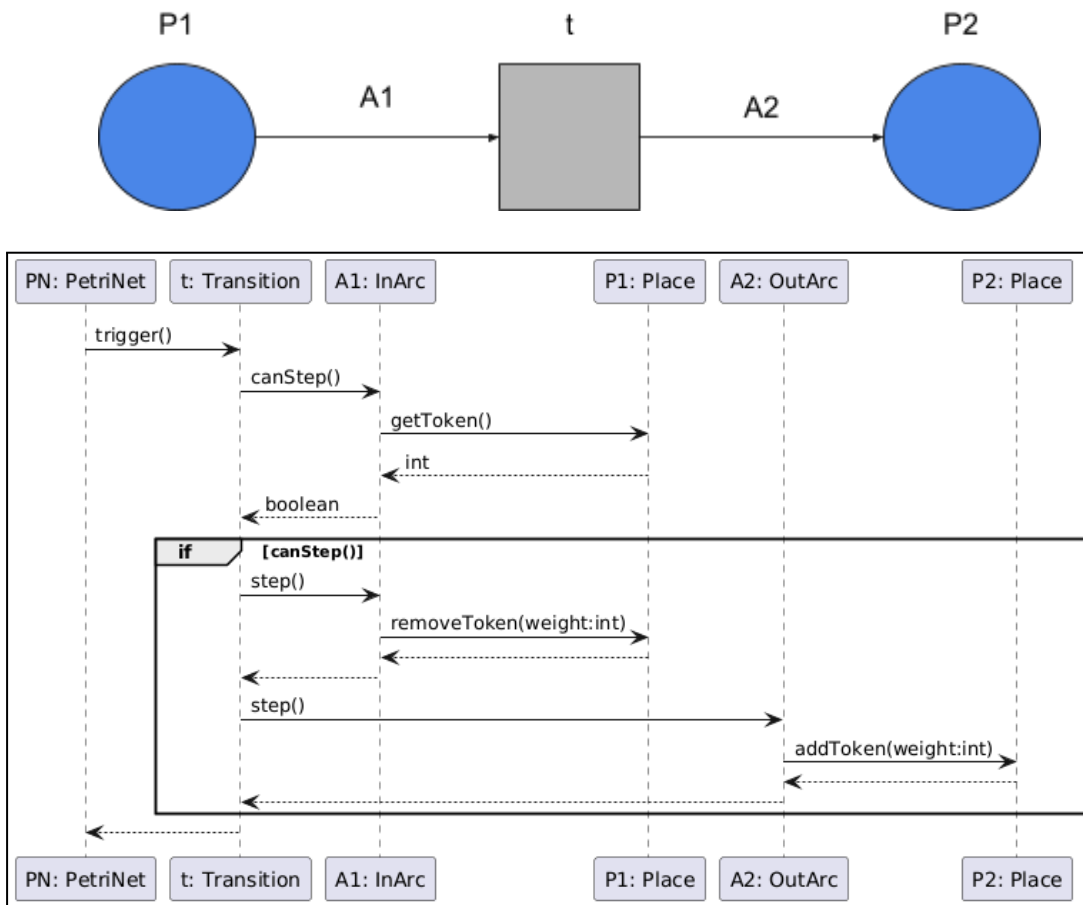 P1
t
P2
A1
A2
PN: PetriNet
t: Transition
A1: InArc
P1: Place
A2: OutArc
P2: Place
trigger()
canStep()
getToken()
int
boolean
if
[canStep()]
step()
removeToken(weight:int)
step()
addToken(weight:int)
PN: PetriNet
t: Transition
A1: InArc
P1: Place
A2: OutArc
P2: Place